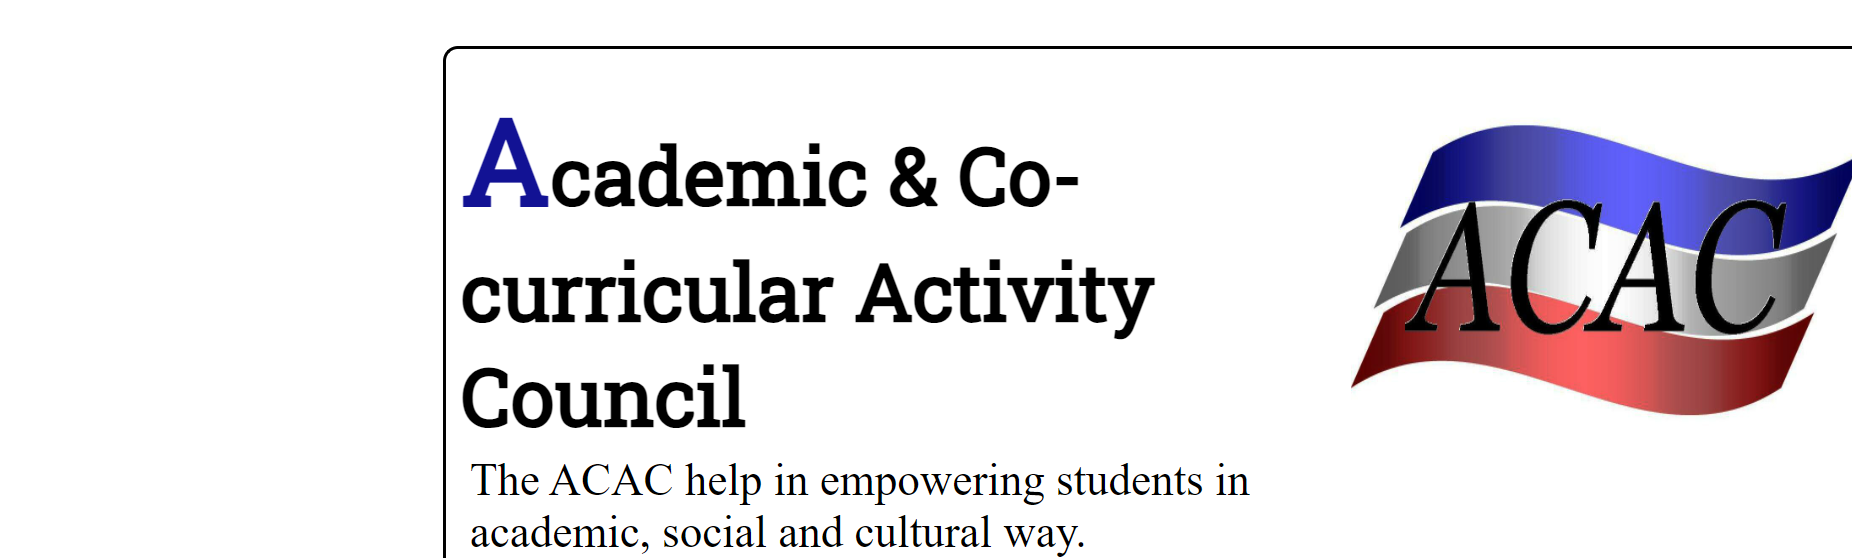 Academic & Co-
curricular Activity
Council
The ACAC help in empowering students in
academic, social and cultural way.
ACAC